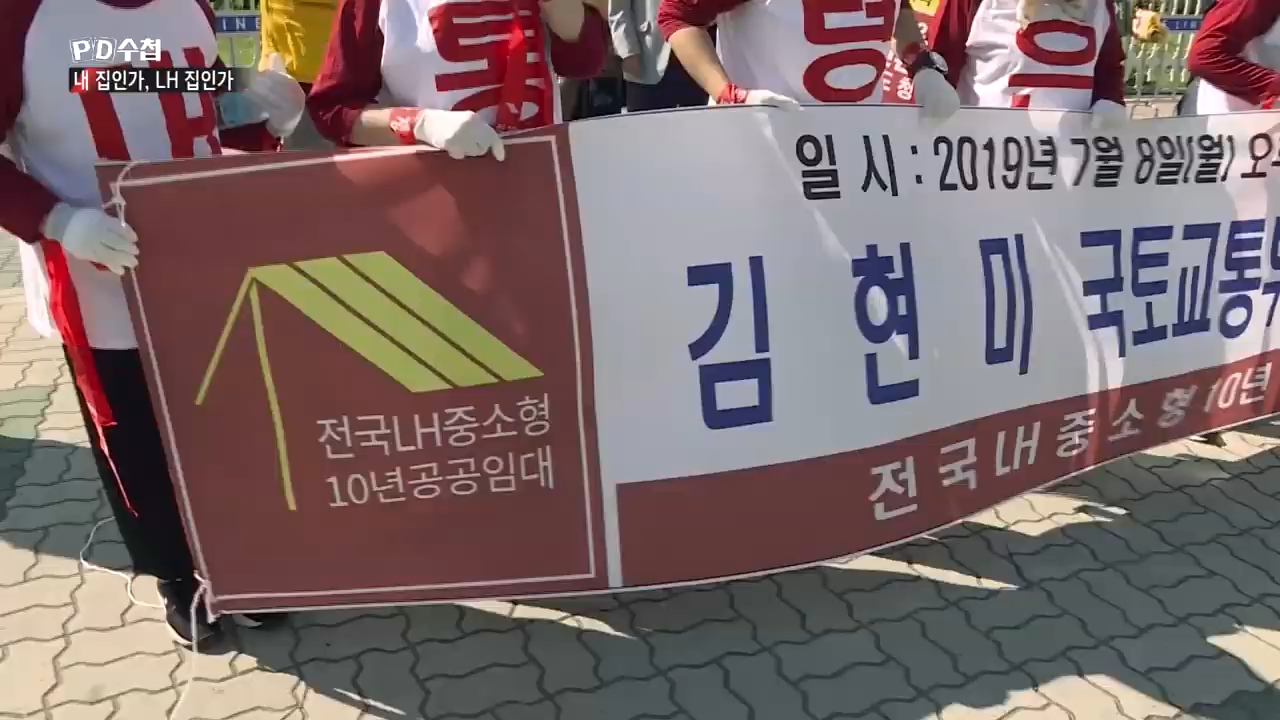 PD수첩
내 집인가, LH 집인가
일 시 : 2019년 7월 8일(월) 오
김 현 미 국토교통부
전국LH중소형
10년공공임대
전국LH중소형 10년